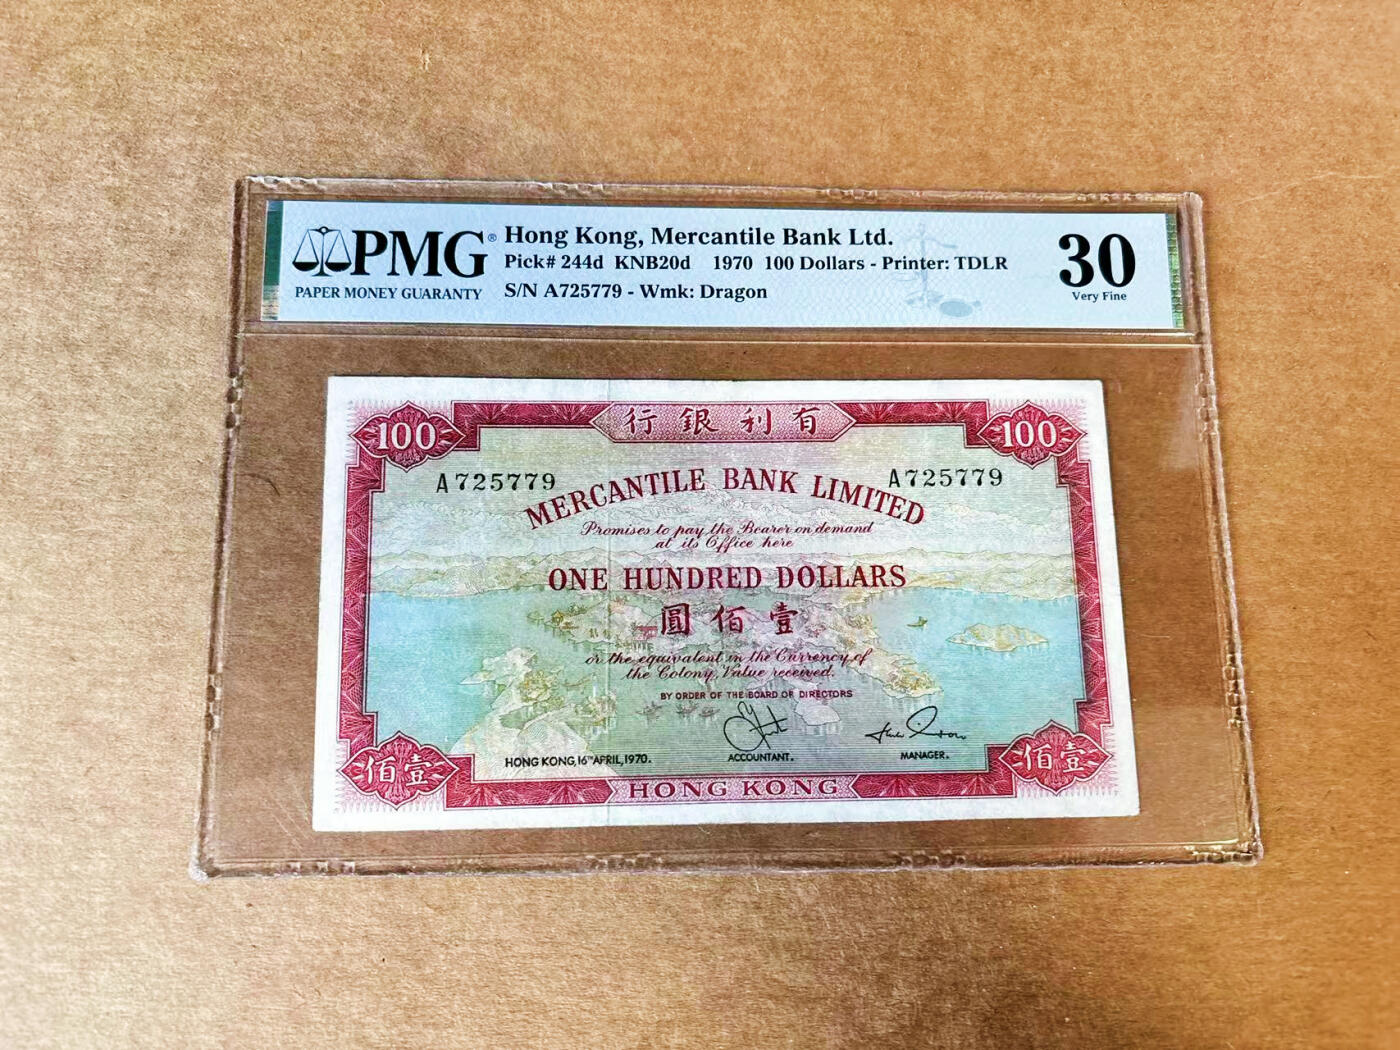 PMG®
PAPER MONEY GUARANTY
Hong Kong, Mercantile Bank Ltd.
Pick# 244d KNB20d 1970 100 Dollars - Printer: TDLR
S/N A725779 - Wmk: Dragon
30
Very Fine
行銀利有
100
100
A725779
A725779
MERCANTILE BANK LIMITED
Promises to pay the Bearer on demand
at its Office here
ONE HUNDRED DOLLARS
圓佰壹
or the equivalent in the Currency of
the Colony, Value received.
BY ORDER OF THE BOARD OF DIRECTORS
HONG KONG, 16TH APRIL, 1970.
ACCOUNTANT.
MANAGER.
佰壹
佰壹
HONG KONG